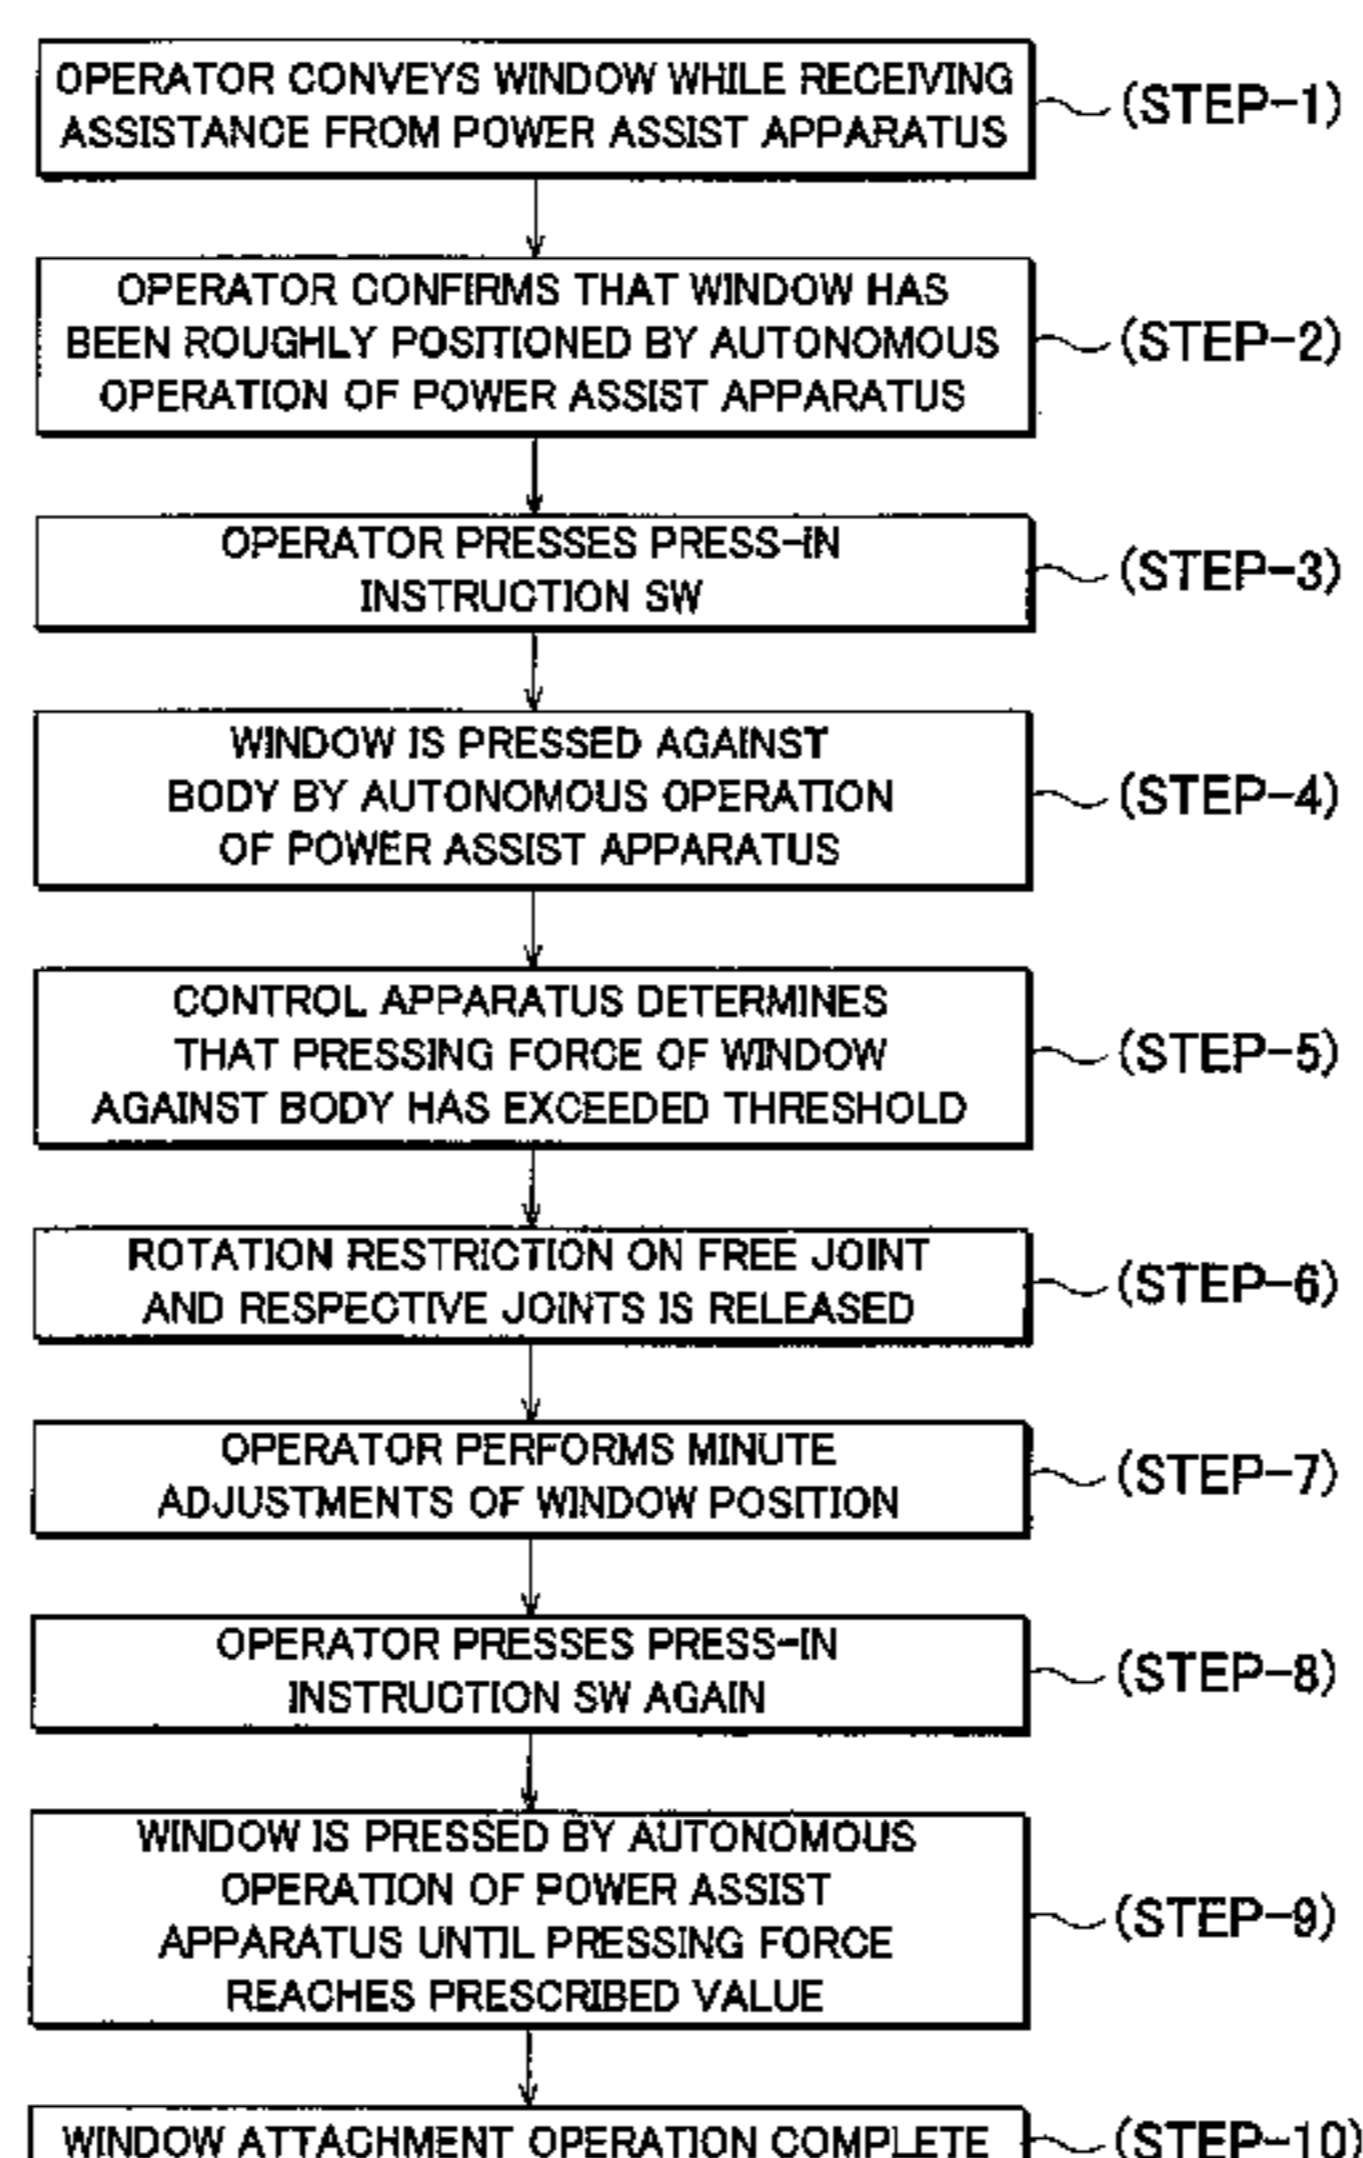 OPERATOR CONVEYS WINDOW WHILE RECEIVING
ASSISTANCE FROM POWER ASSIST APPARATUS
(STEP-1)
OPERATOR CONFIRMS THAT WINDOW HAS
BEEN ROUGHLY POSITIONED BY AUTONOMOUS
OPERATION OF POWER ASSIST APPARATUS
(STEP-2)
OPERATOR PRESSES PRESS-IN
INSTRUCTION SW
(STEP-3)
WINDOW IS PRESSED AGAINST
BODY BY AUTONOMOUS OPERATION
OF POWER ASSIST APPARATUS
(STEP-4)
CONTROL APPARATUS DETERMINES
THAT PRESSING FORCE OF WINDOW
AGAINST BODY HAS EXCEEDED THRESHOLD
(STEP-5)
ROTATION RESTRICTION ON FREE JOINT
AND RESPECTIVE JOINTS IS RELEASED
(STEP-6)
OPERATOR PERFORMS MINUTE
ADJUSTMENTS OF WINDOW POSITION
(STEP-7)
OPERATOR PRESSES PRESS-IN
INSTRUCTION SW AGAIN
(STEP-8)
WINDOW IS PRESSED BY AUTONOMOUS
OPERATION OF POWER ASSIST
APPARATUS UNTIL PRESSING FORCE
REACHES PRESCRIBED VALUE
(STEP-9)
WINDOW ATTACHMENT OPERATION COMPLETE
(STEP-10)